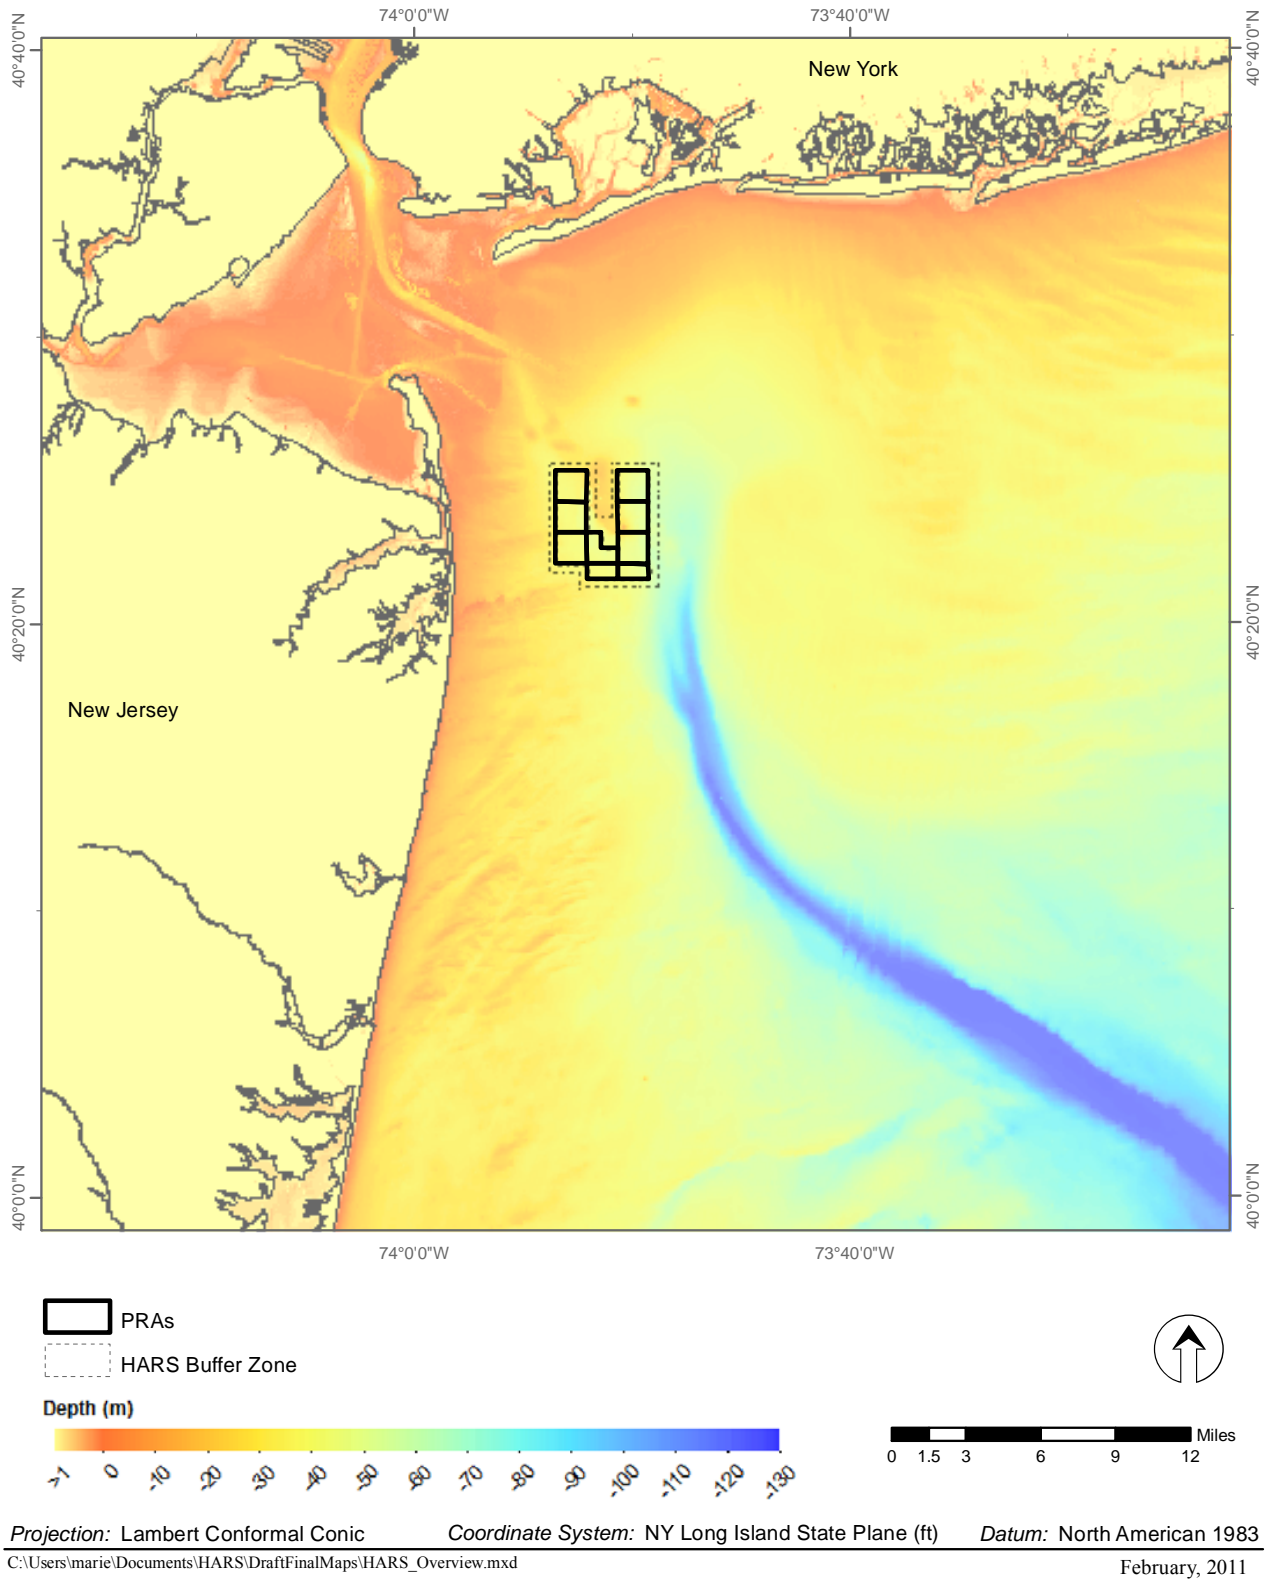 74°0'0"W 73°40'0"W
40°40'0"N
40°40'0"N
New York
40°20'0"N
40°20'0"N
New Jersey
40°0'0"N
40°0'0"N
74°0'0"W 73°40'0"W
PRAs
HARS Buffer Zone
Depth (m)
>1 0 -10 -20 -30 -40 -50 -60 -70 -80 -90 -100 -110 -120 -130
Miles
0 1.5 3 6 9 12
Projection: Lambert Conformal Conic Coordinate System: NY Long Island State Plane (ft) Datum: North American 1983
C:\Users\marie\Documents\HARS\DraftFinalMaps\HARS_Overview.mxd February, 2011